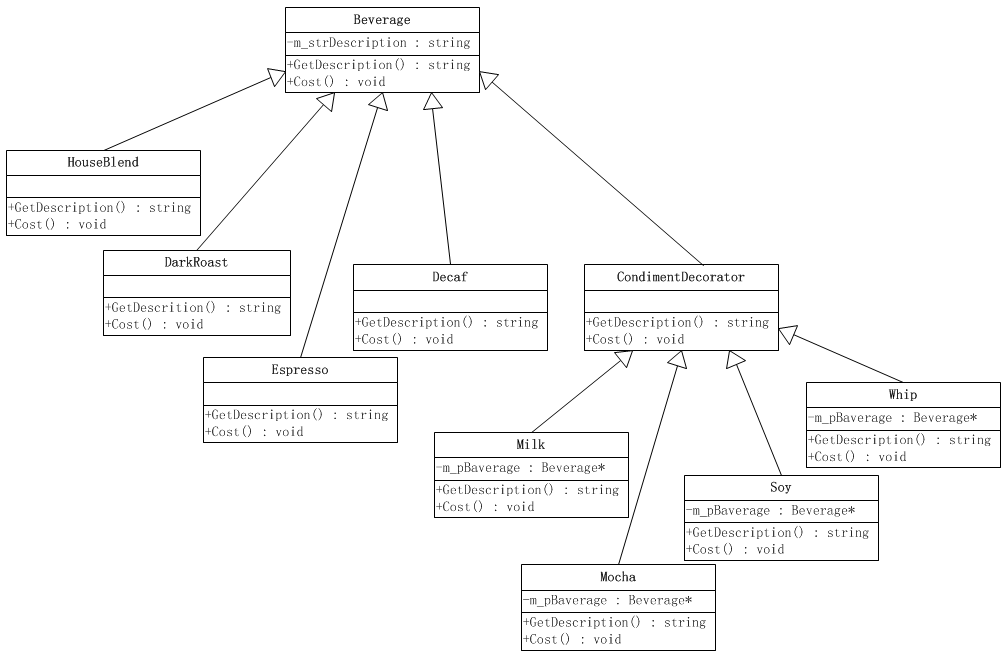 Beverage
-m_strDescription : string
+GetDescription() : string
+Cost() : void
HouseBlend
+GetDescription() : string
+Cost() : void
DarkRoast
+GetDescrition() : string
+Cost() : void
Espresso
+GetDescription() : string
+Cost() : void
Decaf
+GetDescription() : string
+Cost() : void
CondimentDecorator
+GetDescription() : string
+Cost() : void
Milk
-m_pBaverage : Beverage*
+GetDescription() : string
+Cost() : void
Mocha
-m_pBaverage : Beverage*
+GetDescription() : string
+Cost() : void
Soy
-m_pBaverage : Beverage*
+GetDescription() : string
+Cost() : void
Whip
-m_pBaverage : Beverage*
+GetDescription() : string
+Cost() : void